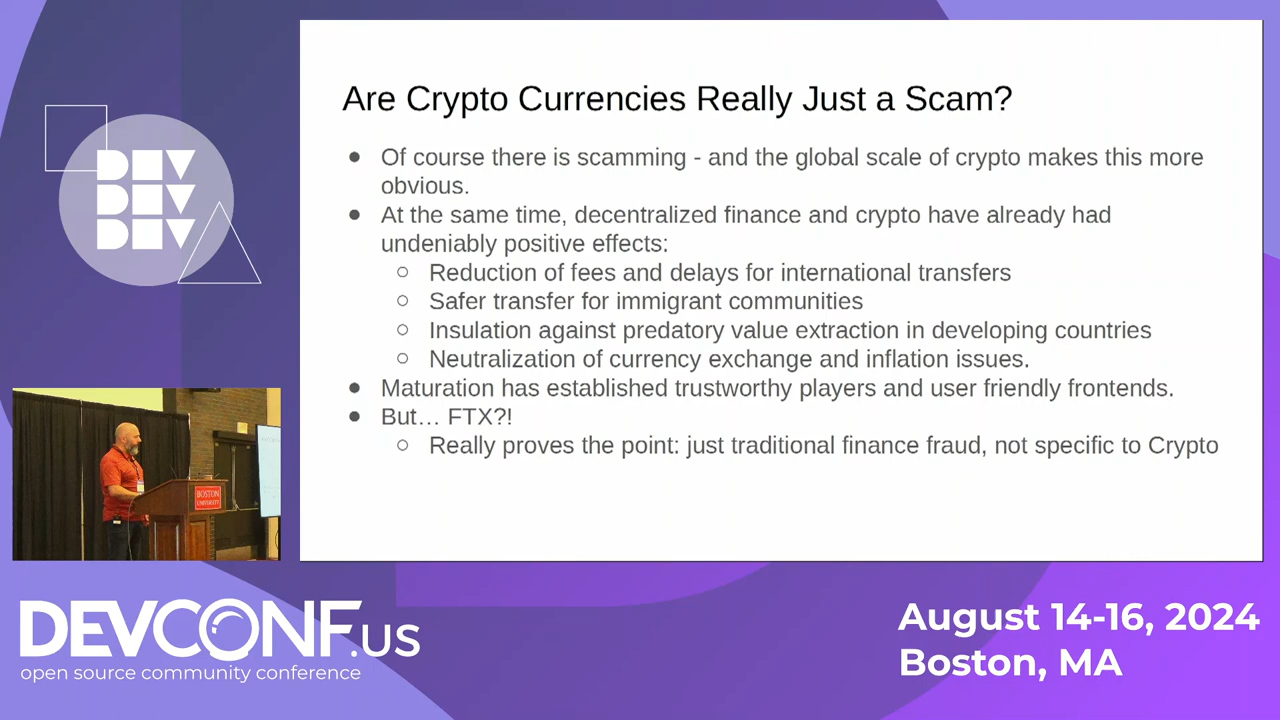 Are Crypto Currencies Really Just a Scam?
● Of course there is scamming - and the global scale of crypto makes this more
obvious.
● At the same time, decentralized finance and crypto have already had
undeniably positive effects:
○ Reduction of fees and delays for international transfers
○ Safer transfer for immigrant communities
○ Insulation against predatory value extraction in developing countries
○ Neutralization of currency exchange and inflation issues.
● Maturation has established trustworthy players and user friendly frontends.
● But… FTX?!
○ Really proves the point: just traditional finance fraud, not specific to Crypto
DEV
DEV
DEV
BOSTON
UNIVERSITY
DEVCONF.US
open source community conference
August 14-16, 2024
Boston, MA